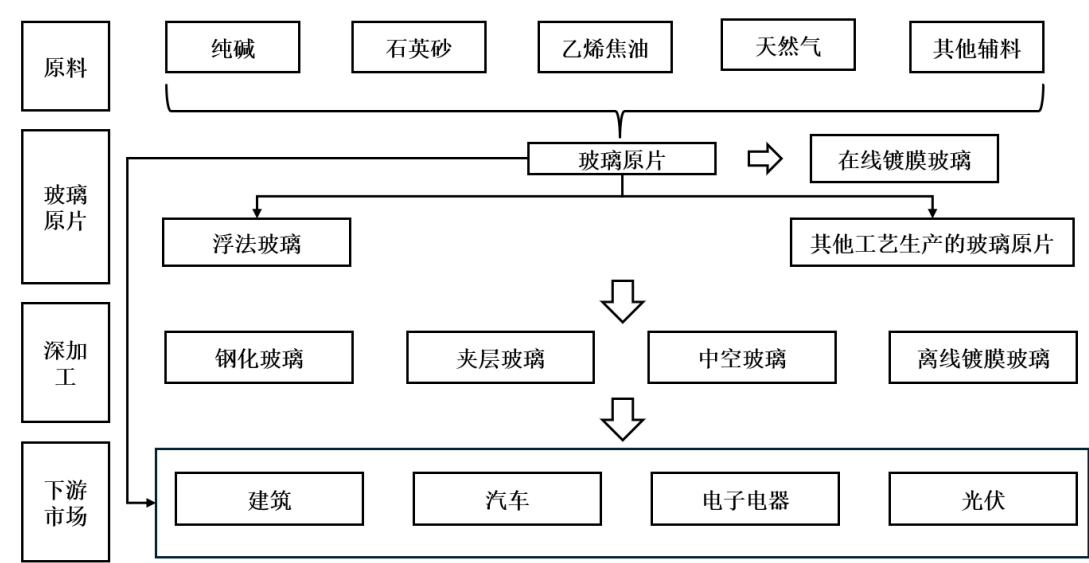 原料
纯碱
石英砂
乙烯焦油
天然气
其他辅料
玻璃
原片
玻璃原片
在线镀膜玻璃
浮法玻璃
其他工艺生产的玻璃原片
深加
工
钢化玻璃
夹层玻璃
中空玻璃
离线镀膜玻璃
下游
市场
建筑
汽车
电子电器
光伏